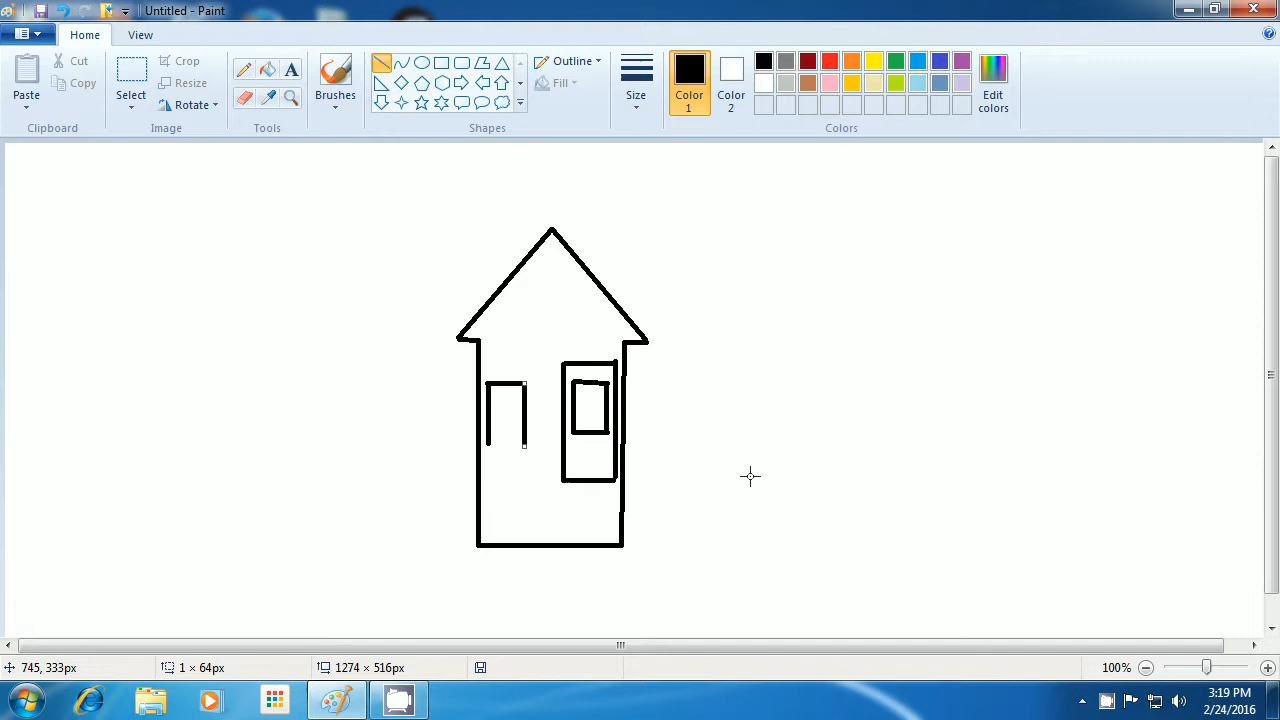 Untitled - Paint
Home View
Paste
Cut
Copy
Clipboard
Select
Crop
Resize
Rotate
Image
A
Tools
Brushes
Shapes
Outline
Fill
Size
Color 1
Color 2
Edit colors
Colors
745, 333px 1 × 64px 1274 × 516px 100%
3:19 PM
2/24/2016